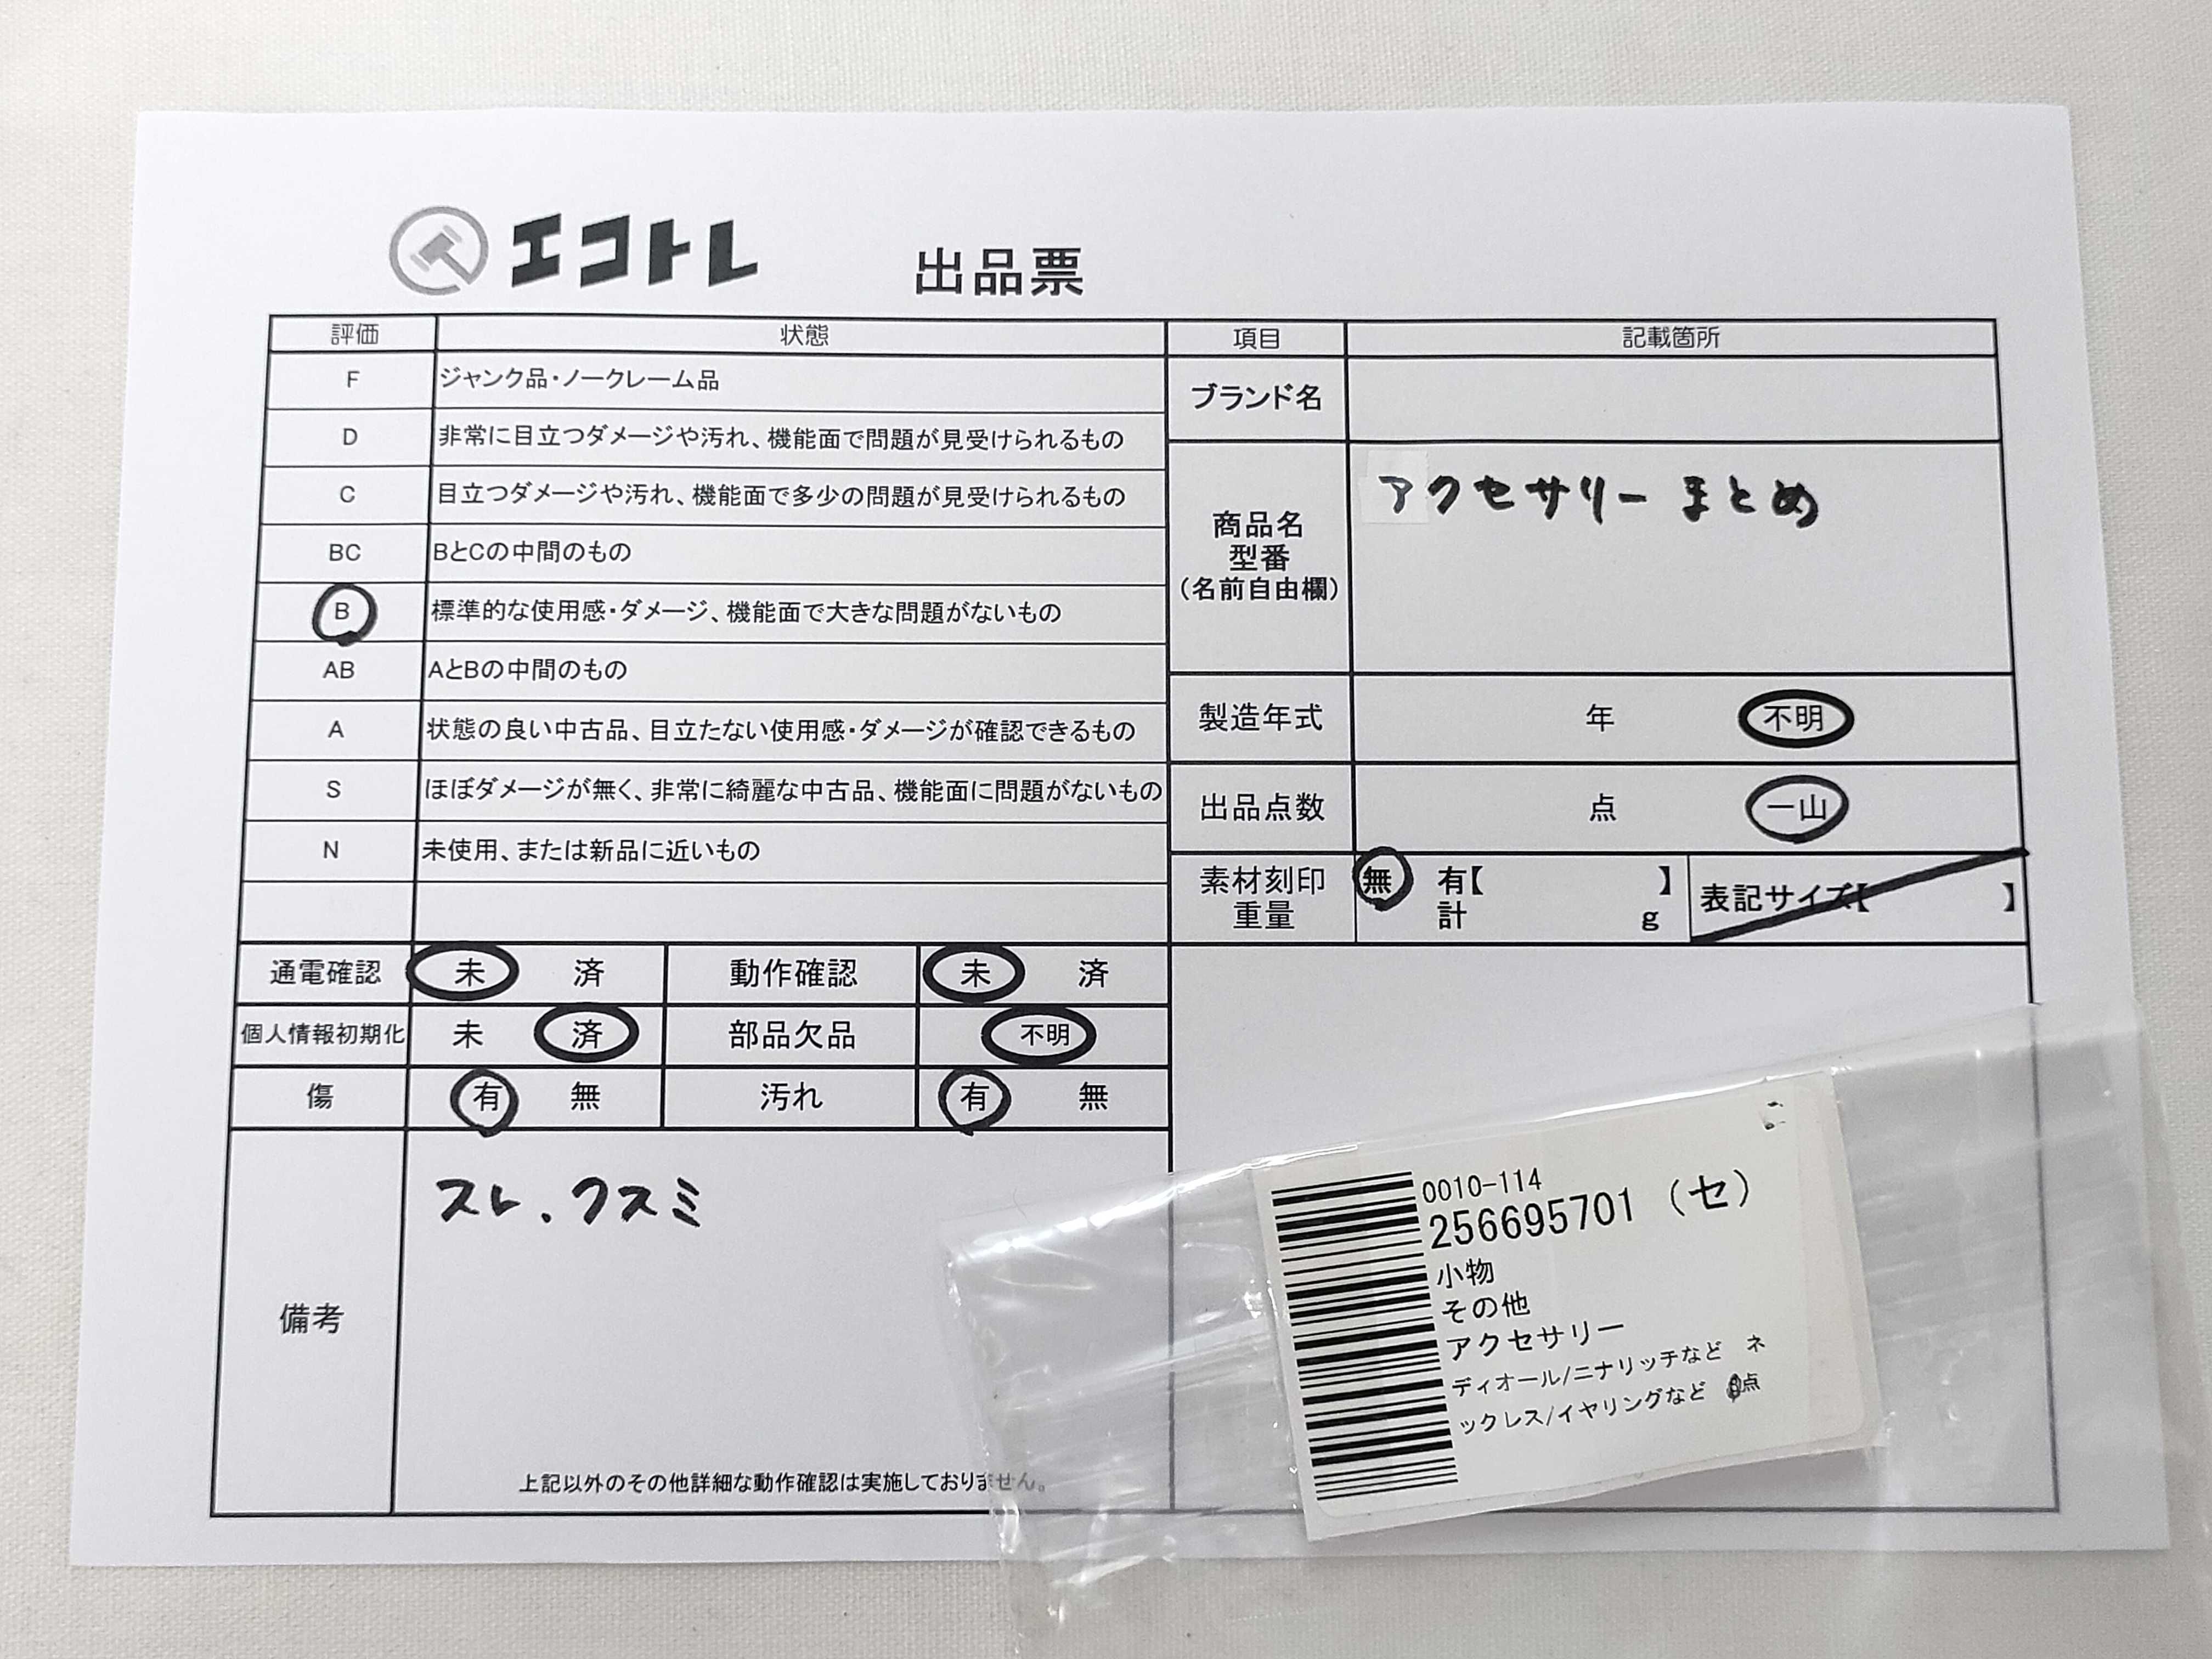 エコトレ 出品票
評価 状態 項目 記載箇所
F ジャンク品・ノークレーム品
D 非常に目立つダメージや汚れ、機能面で問題が見受けられるもの
C 目立つダメージや汚れ、機能面で多少の問題が見受けられるもの
BC BとCの中間のもの
B 標準的な使用感・ダメージ、機能面で大きな問題がないもの
AB AとBの中間のもの
A 状態の良い中古品、目立たない使用感・ダメージが確認できるもの
S ほぼダメージが無く、非常に綺麗な中古品、機能面に問題がないもの
N 未使用、または新品に近いもの
ブランド名
商品名
型番
(名前自由欄)
アクセサリー まとめ
製造年式 年 不明
出品点数 点 一山
素材刻印 無 有【 】
重量 計 g
表記サイズ【 】
通電確認 未 済 動作確認 未 済
個人情報初期化 未 済 部品欠品 不明
傷 有 無 汚れ 有 無
備考
スレ、クスミ
上記以外のその他詳細な動作確認は実施しておりません。
0010-114
256695701 (セ)
小物
その他
アクセサリー
ディオール/ニナリッチなど ネ
ックレス/イヤリングなど 点